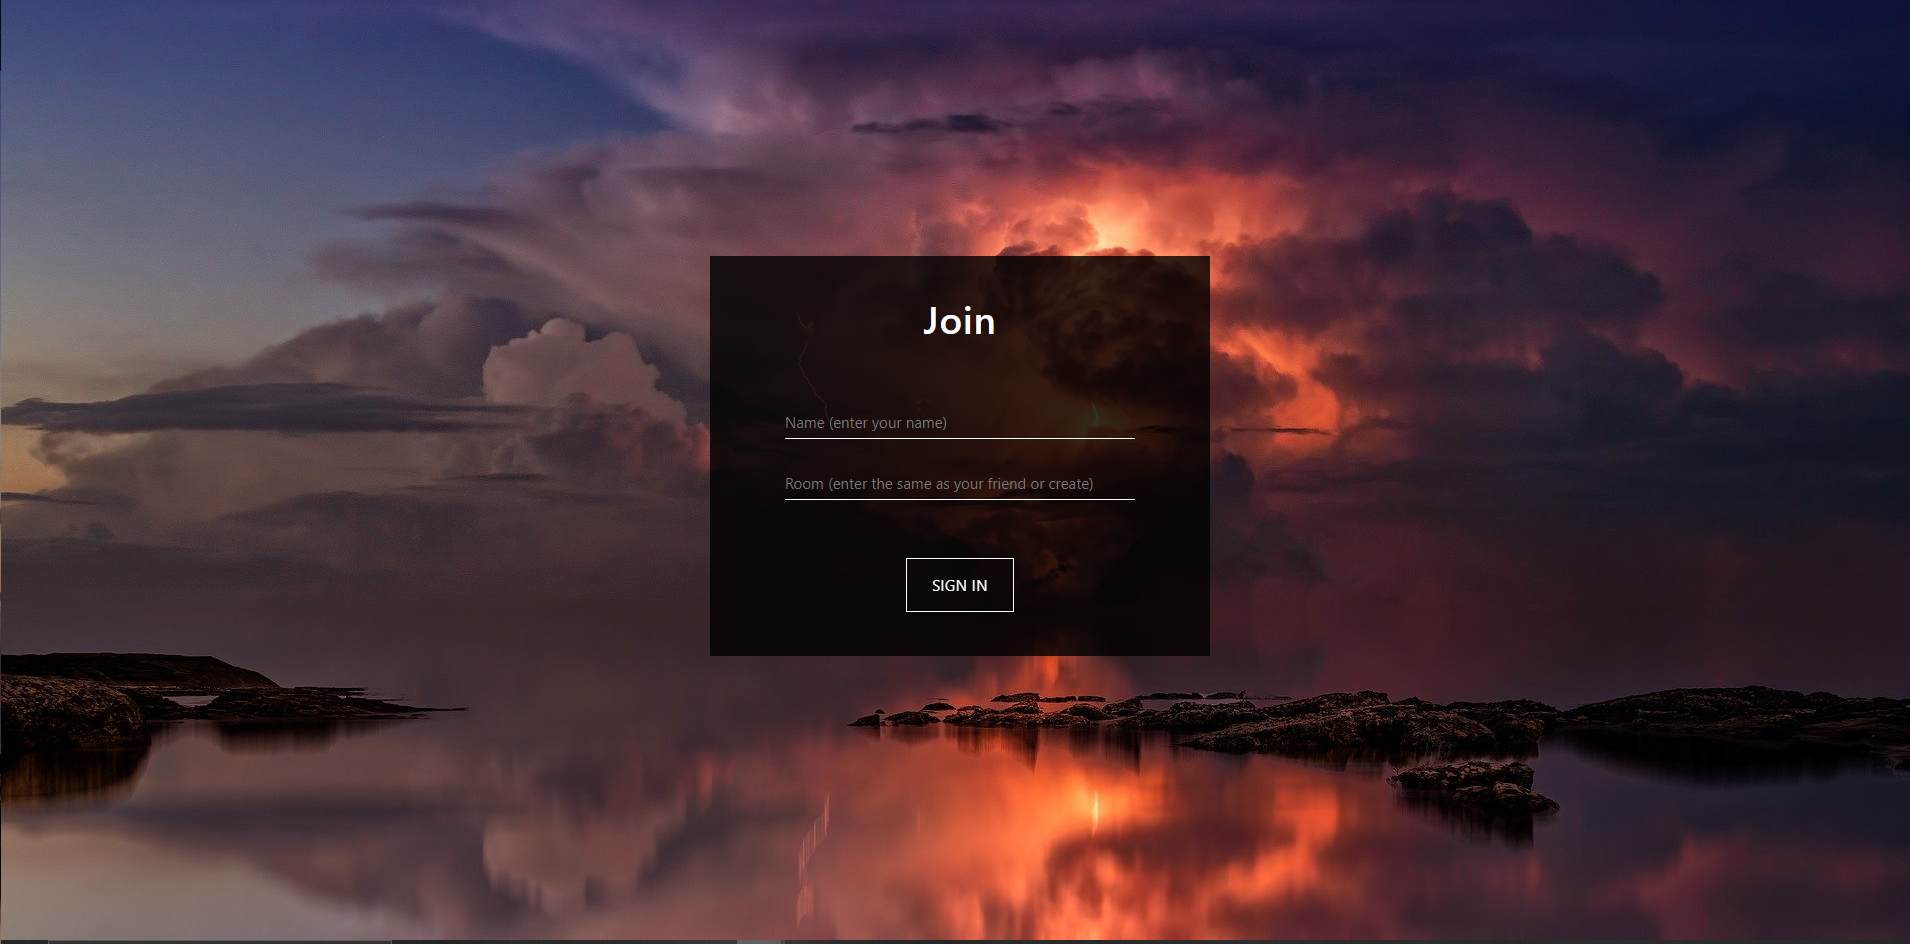 Join
Name (enter your name)
Room (enter the same as your friend or create)
SIGN IN